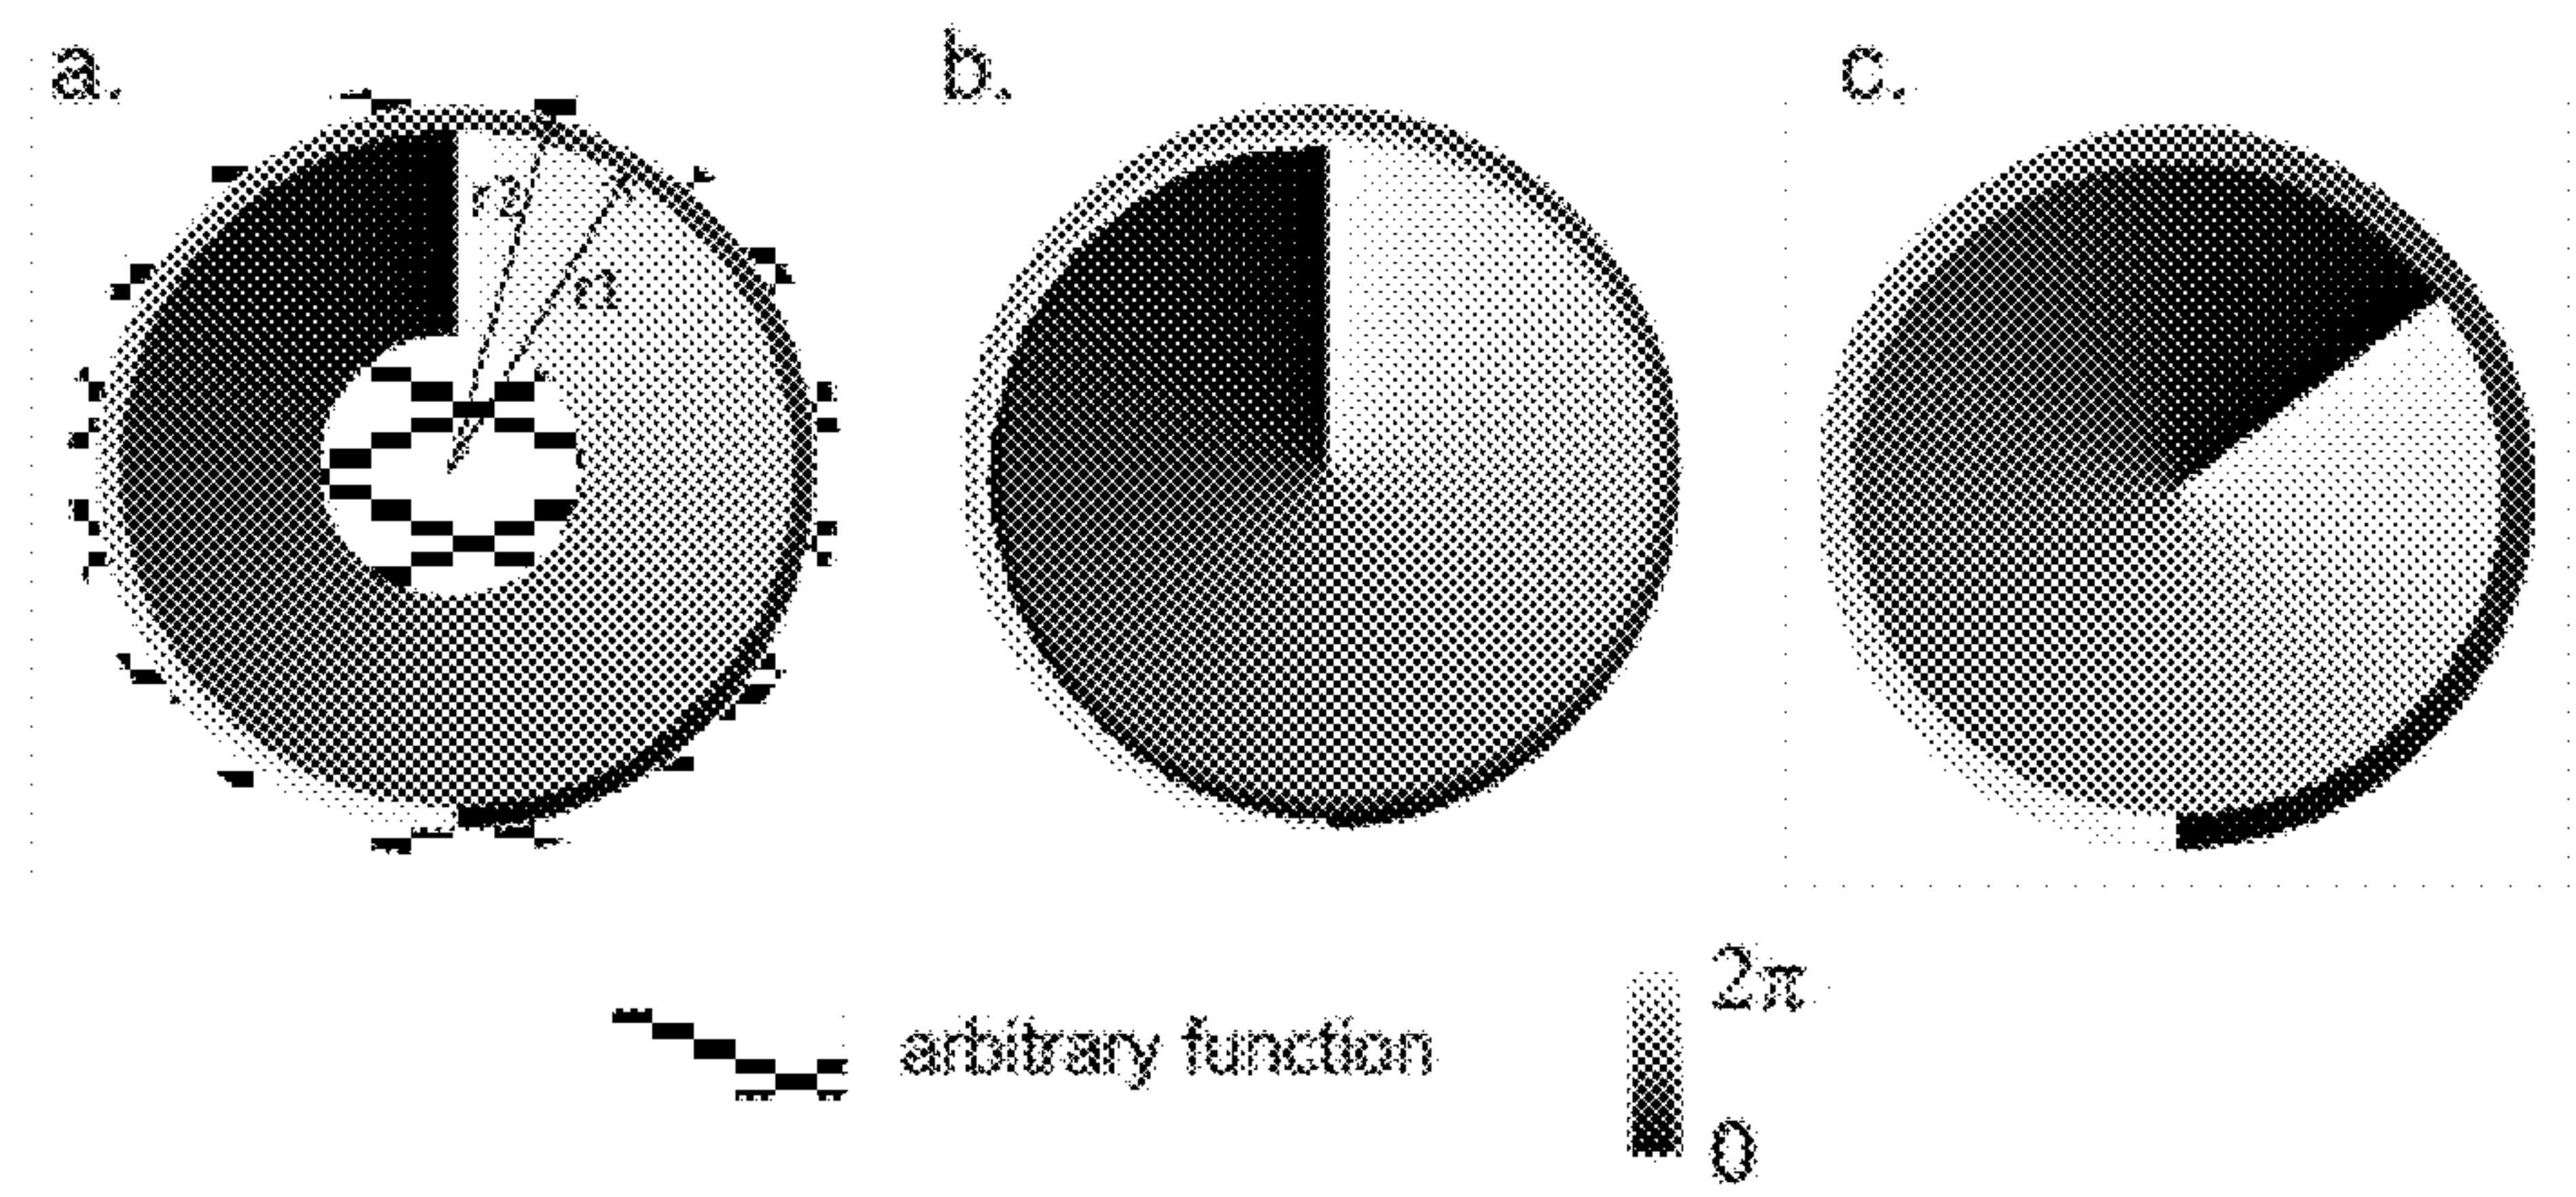 a.
b.
c.
r2
r1
arbitrary function
2π
0